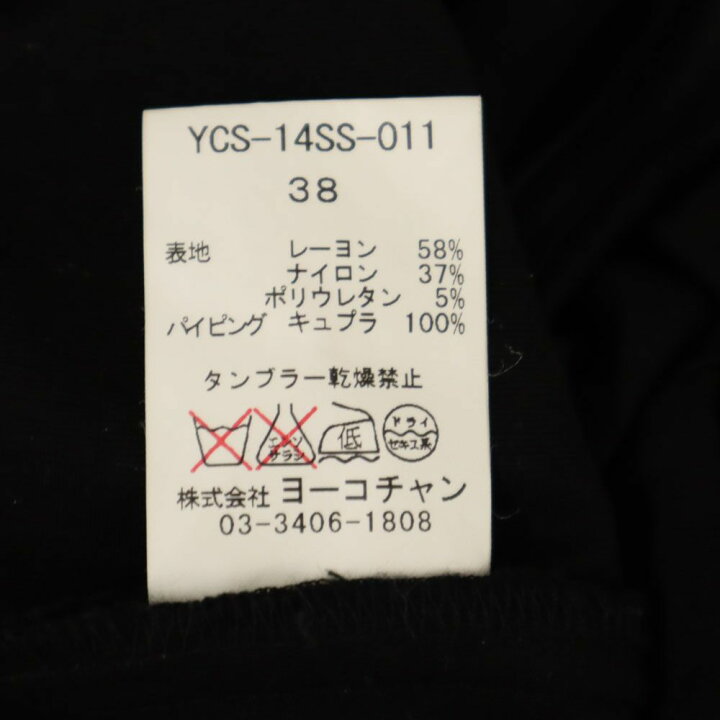 YCS-14SS-011
38
表地 レーヨン 58%
ナイロン 37%
ポリウレタン 5%
パイピング キュプラ 100%
タンブラー乾燥禁止
エンソ サラシ 低 ドライ セキユ系
株式会社 ヨーコチャン
03-3406-1808